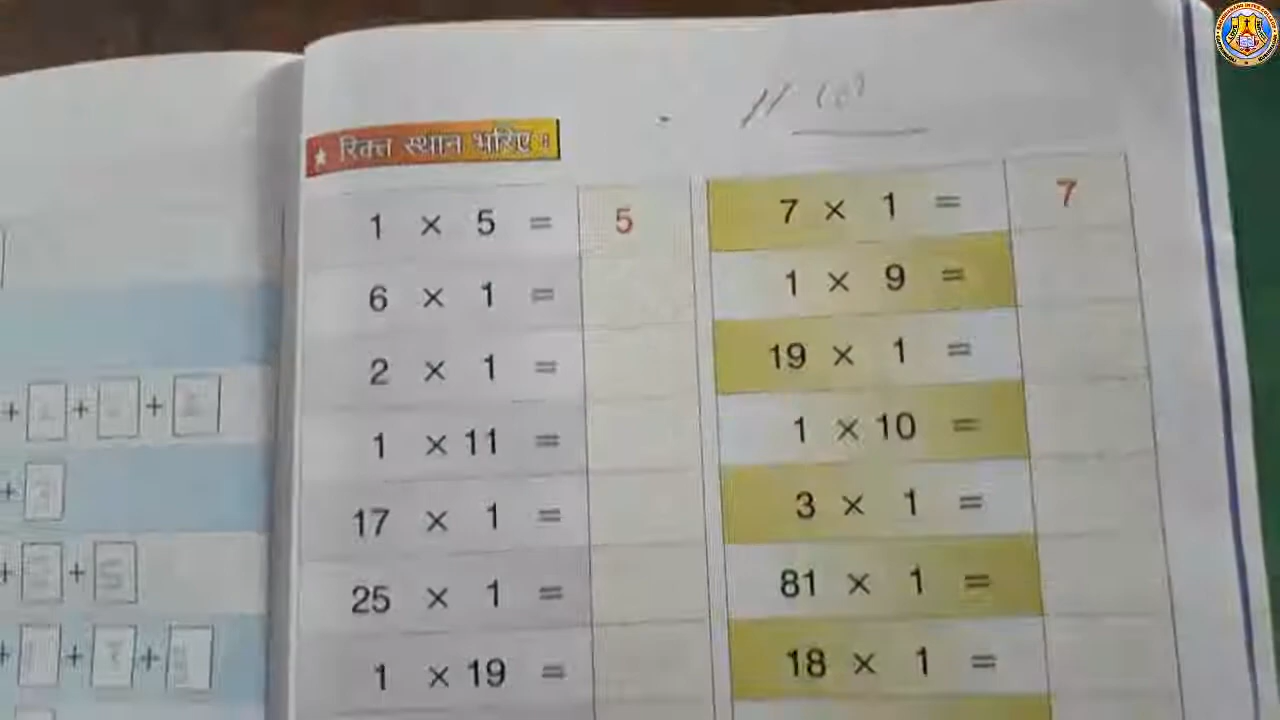 रिक्त स्थान भरिए ॥
1 × 5 = 5
6 × 1 =
2 × 1 =
1 × 11 =
17 × 1 =
25 × 1 =
1 × 19 =
7 × 1 = 7
1 × 9 =
19 × 1 =
1 × 10 =
3 × 1 =
81 × 1 =
18 × 1 =